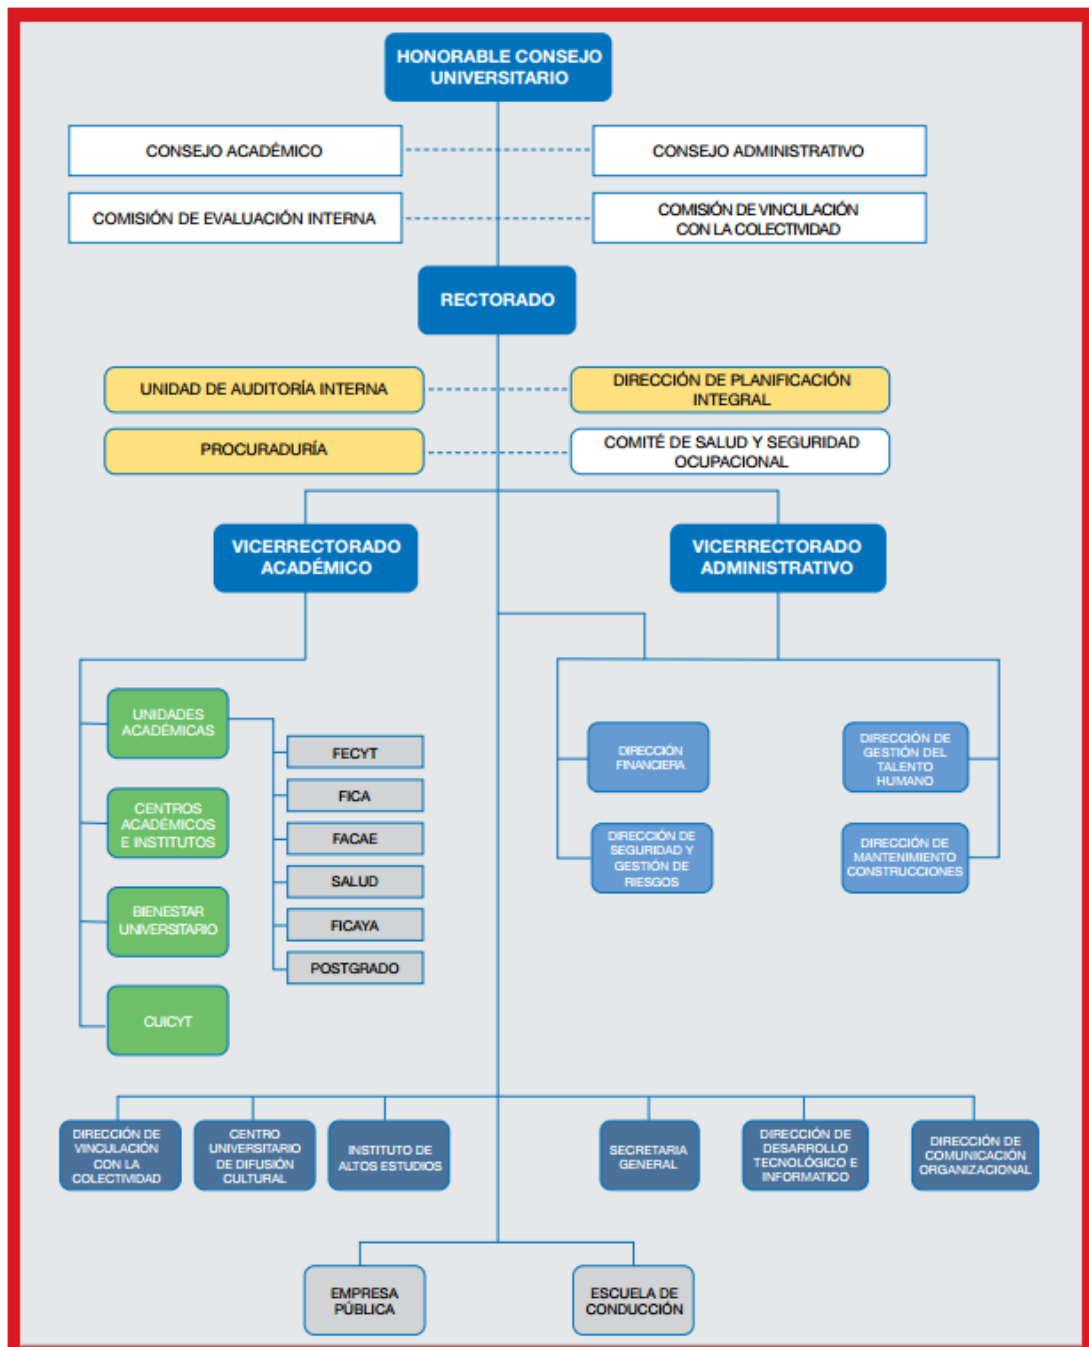 HONORABLE CONSEJO
UNIVERSITARIO
CONSEJO ACADÉMICO
CONSEJO ADMINISTRATIVO
COMISIÓN DE EVALUACIÓN INTERNA
COMISIÓN DE VINCULACIÓN
CON LA COLECTIVIDAD
RECTORADO
UNIDAD DE AUDITORÍA INTERNA
DIRECCIÓN DE PLANIFICACIÓN
INTEGRAL
PROCURADURÍA
COMITÉ DE SALUD Y SEGURIDAD
OCUPACIONAL
VICERRECTORADO
ACADÉMICO
VICERRECTORADO
ADMINISTRATIVO
UNIDADES
ACADÉMICAS
FECYT
FICA
FACAE
SALUD
FICAYA
POSTGRADO
CENTROS
ACADÉMICOS
E INSTITUTOS
BIENESTAR
UNIVERSITARIO
CUICYT
DIRECCIÓN
FINANCIERA
DIRECCIÓN DE
GESTIÓN DEL
TALENTO
HUMANO
DIRECCIÓN DE
SEGURIDAD Y
GESTIÓN DE
RIESGOS
DIRECCIÓN DE
MANTENIMIENTO
CONSTRUCCIONES
DIRECCIÓN DE
VINCULACIÓN
CON LA
COLECTIVIDAD
CENTRO
UNIVERSITARIO
DE DIFUSIÓN
CULTURAL
INSTITUTO DE
ALTOS ESTUDIOS
SECRETARIA
GENERAL
DIRECCIÓN DE
DESARROLLO
TECNOLÓGICO E
INFORMATICO
DIRECCIÓN DE
COMUNICACIÓN
ORGANIZACIONAL
EMPRESA
PÚBLICA
ESCUELA DE
CONDUCCIÓN